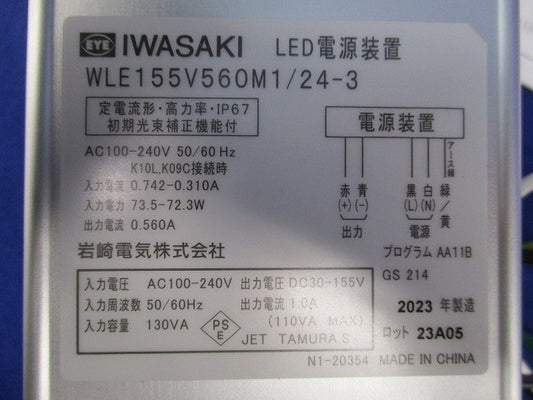 EYE IWASAKI LED電源装置
WLE155V560M1/24-3
定電流形・高力率・IP67
初期光束補正機能付
AC100-240V 50/60Hz
K10L,K09C接続時
入力電流 0.742-0.310A
入力電力 73.5-72.3W
出力電流 0.560A
岩崎電気株式会社
電源装置
アース線
赤 青 黒 白 緑
(+) (-) (L) (N) / 黄
出力 電源
プログラム AA11B
GS 214
2023 年製造
ロット 23A05
入力電圧 AC100-240V 出力電圧 DC30-155V
入力周波数 50/60Hz 出力電流 1.0A
入力容量 130VA PSE (110VA MAX)
JET TAMURA.S
N1-20354 MADE IN CHINA